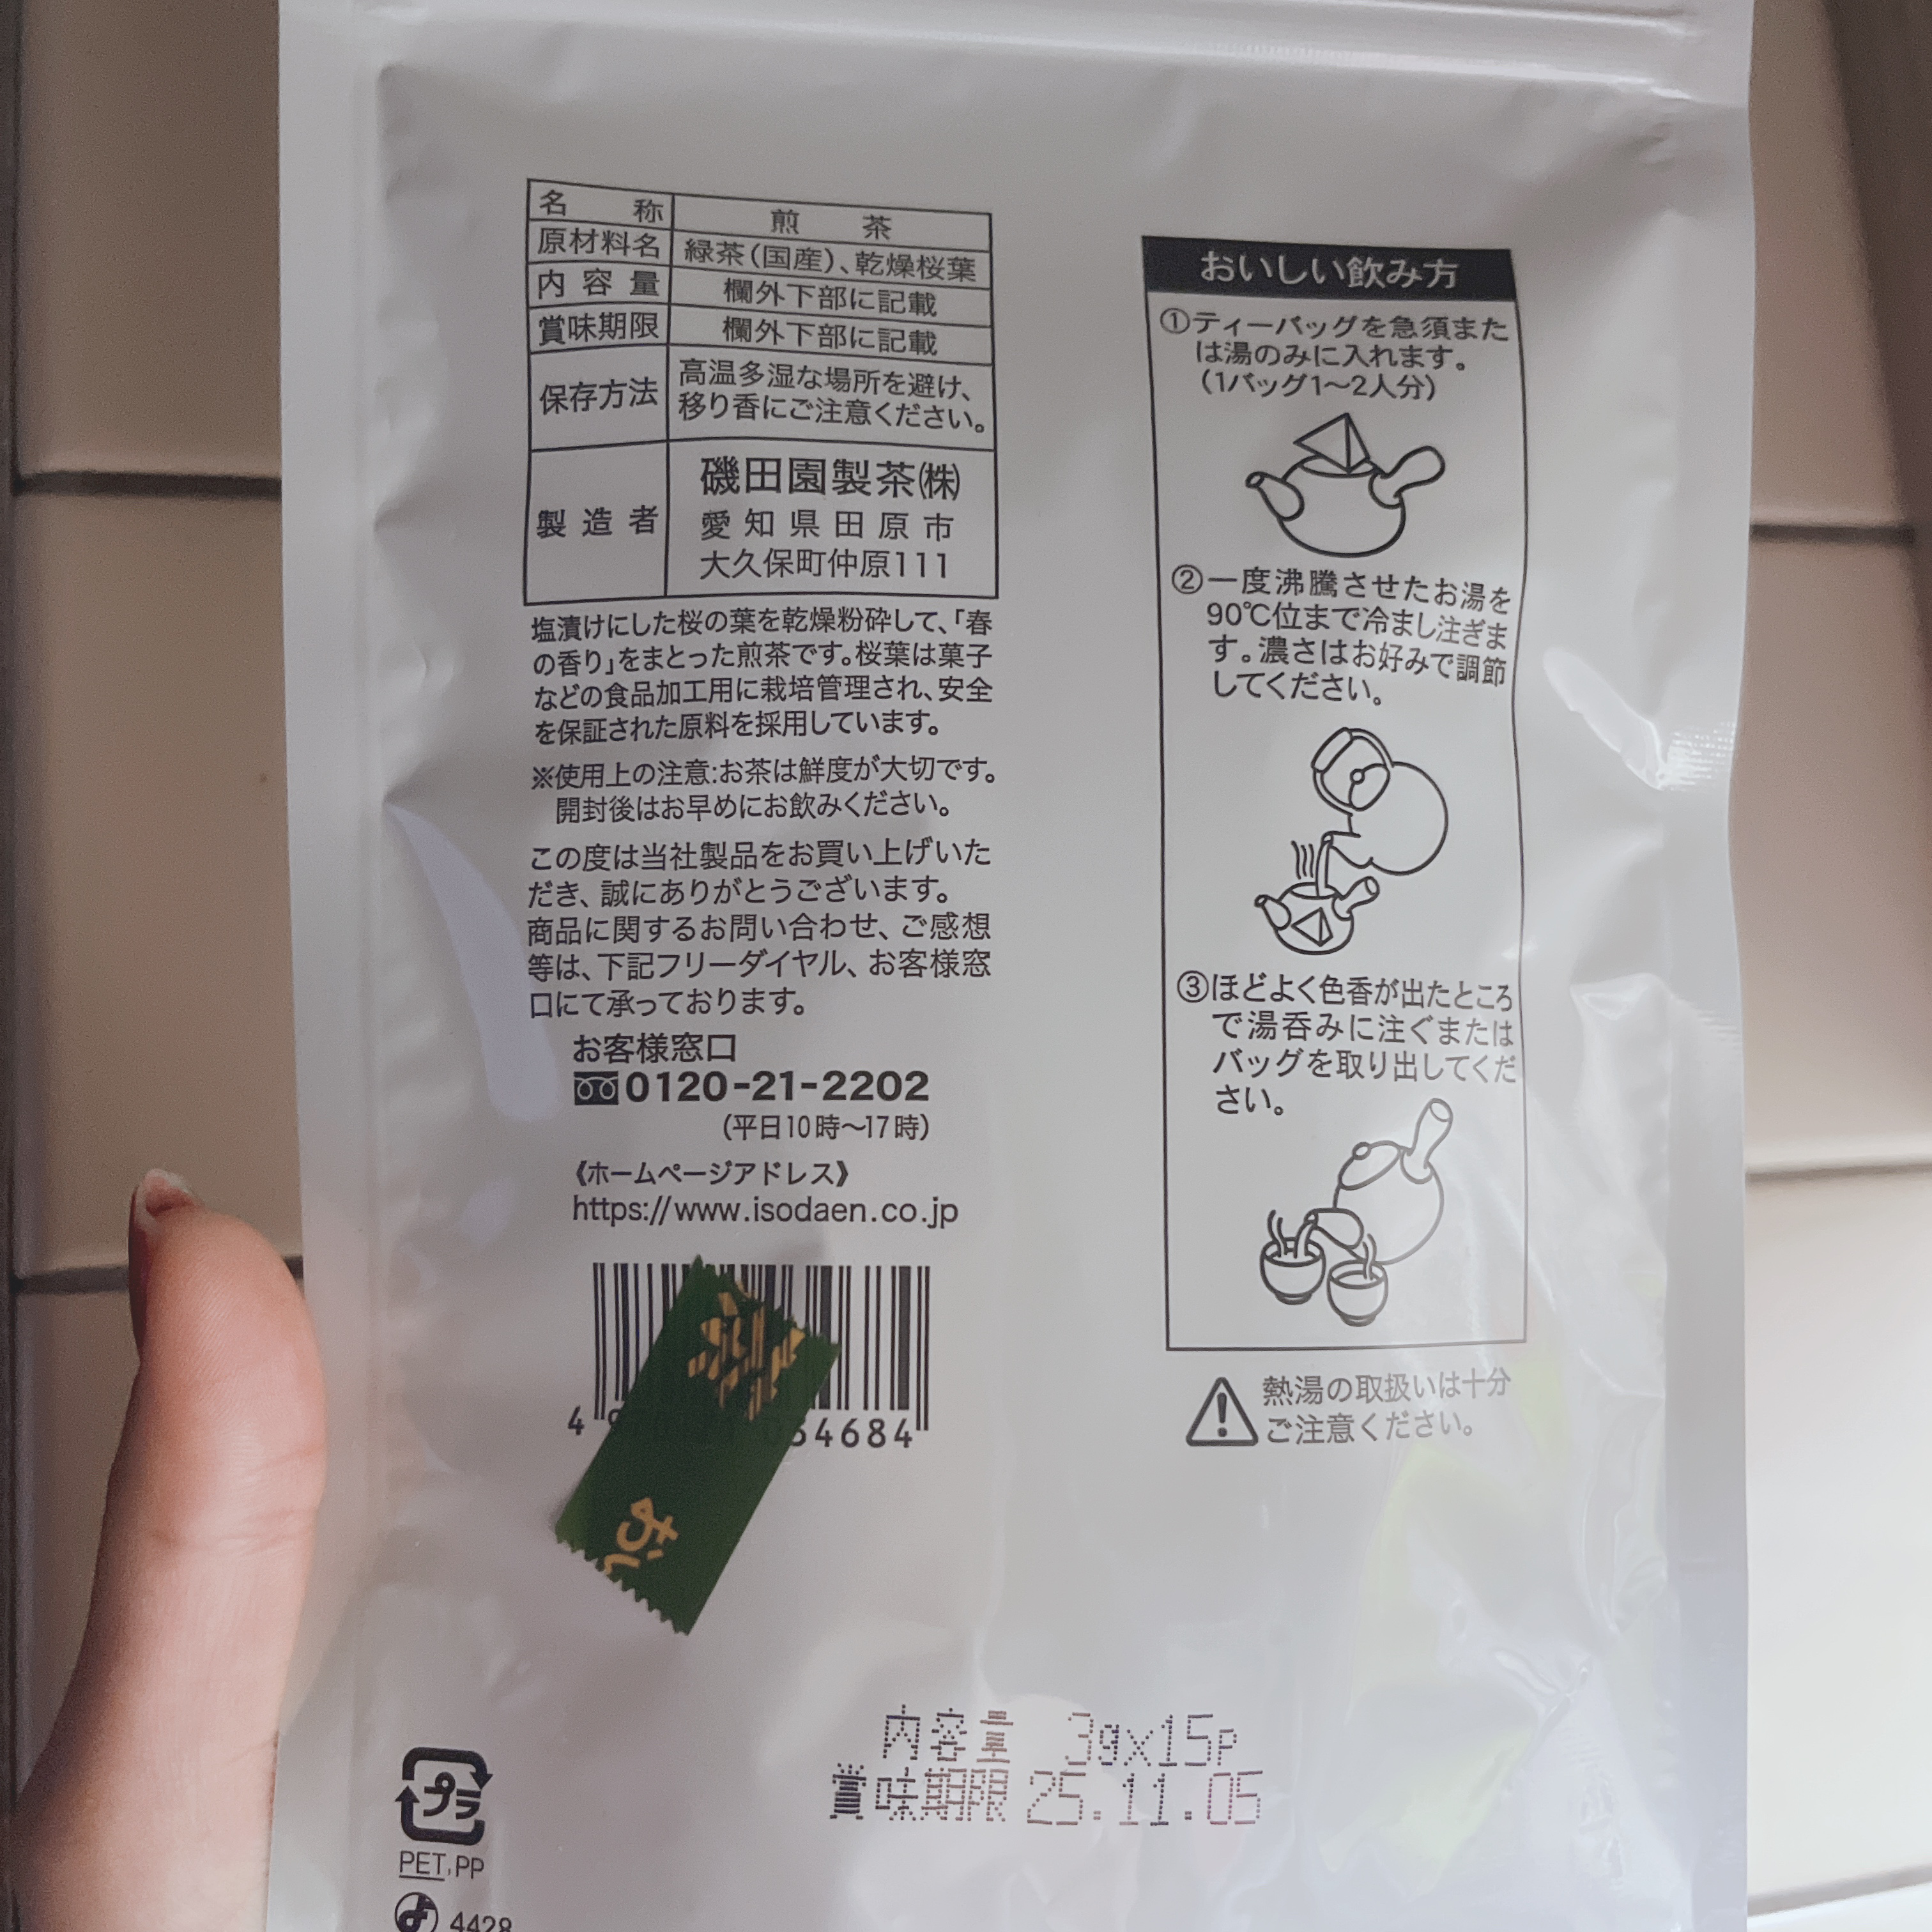 名称 煎茶
原材料名 緑茶(国産)、乾燥桜葉
内容量 欄外下部に記載
賞味期限 欄外下部に記載
保存方法 高温多湿な場所を避け、
移り香にご注意ください。
製造者 磯田園製茶㈱
愛知県田原市
大久保町仲原111
塩漬けにした桜の葉を乾燥粉砕して、「春
の香り」をまとった煎茶です。桜葉は菓子
などの食品加工用に栽培管理され、安全
を保証された原料を採用しています。
※使用上の注意:お茶は鮮度が大切です。
開封後はお早めにお飲みください。
この度は当社製品をお買い上げいた
だき、誠にありがとうございます。
商品に関するお問い合わせ、ご感想
等は、下記フリーダイヤル、お客様窓
口にて承っております。
お客様窓口
0120-21-2202
(平日10時〜17時)
《ホームページアドレス》
https://www.isodaen.co.jp
4
4684
茶
お
おいしい飲み方
①ティーバッグを急須また
は湯のみに入れます。
(1バッグ1〜2人分)
②一度沸騰させたお湯を
90℃位まで冷まし注ぎま
す。濃さはお好みで調節
してください。
③ほどよく色香が出たところ
で湯呑みに注ぐまたは
バッグを取り出してくだ
さい。
熱湯の取扱いは十分
ご注意ください。
内容量 3g×15p
賞味期限 25.11.05
プラ
PET,PP
4428